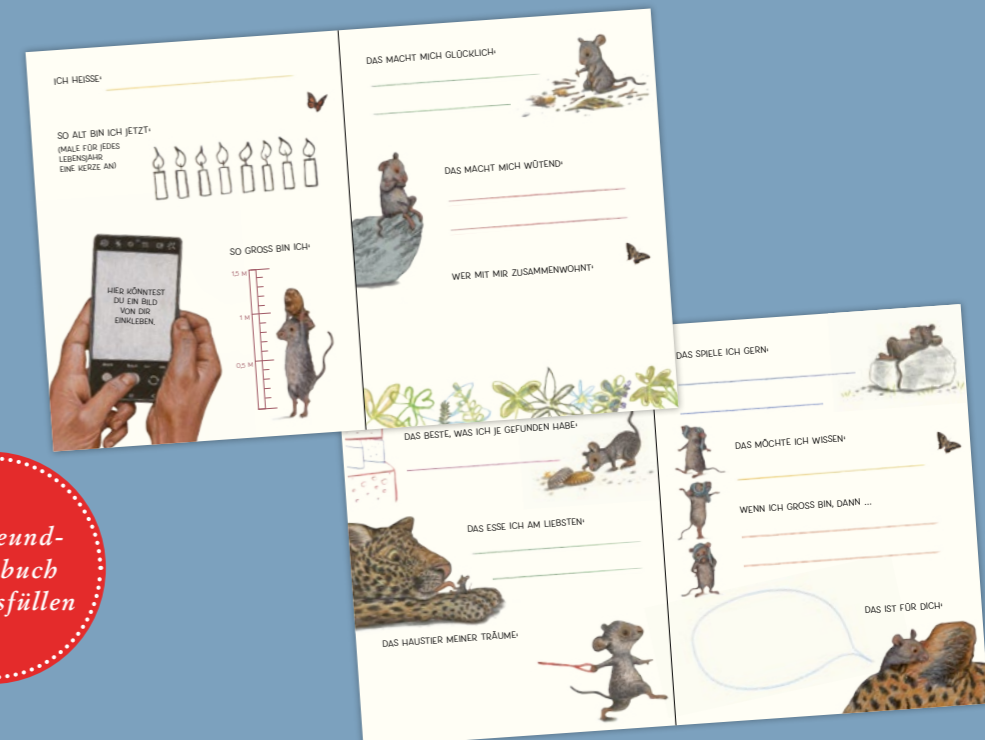 ICH HEISSE:
SO ALT BIN ICH JETZT:
(MALE FÜR JEDES
LEBENSJAHR
EINE KERZE AN)
HIER KÖNNTEST
DU EIN BILD
VON DIR
EINKLEBEN.
SO GROSS BIN ICH:
1,5 M
1 M
0,5 M
DAS MACHT MICH GLÜCKLICH:
DAS MACHT MICH WÜTEND:
WER MIT MIR ZUSAMMENWOHNT:
DAS BESTE, WAS ICH JE GEFUNDEN HABE:
DAS ESSE ICH AM LIEBSTEN:
DAS HAUSTIER MEINER TRÄUME:
DAS SPIELE ICH GERN:
DAS MÖCHTE ICH WISSEN:
WENN ICH GROSS BIN, DANN ...
DAS IST FÜR DICH:
eund-
buch
sfüllen